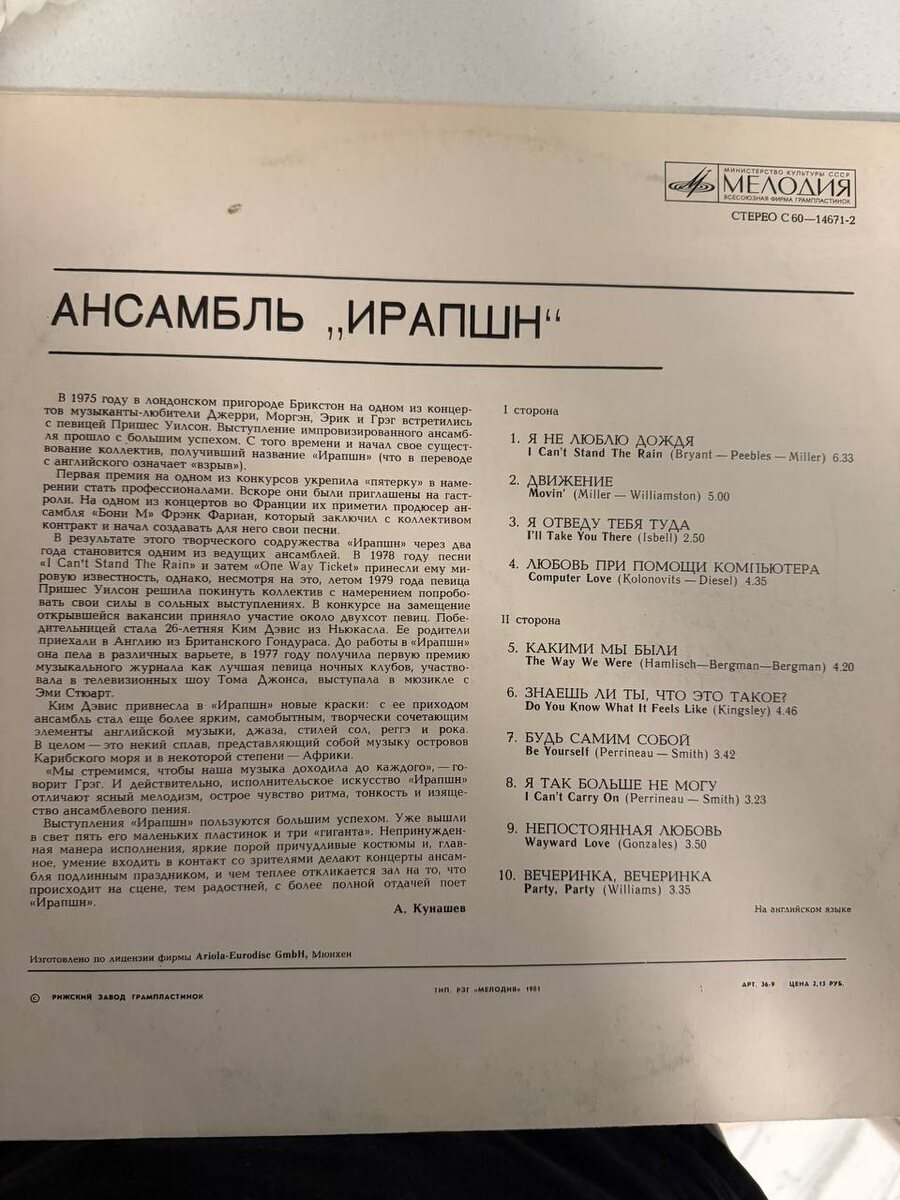 МИНИСТЕРСТВО КУЛЬТУРЫ СССР
МЕЛОДИЯ
ВСЕСОЮЗНАЯ ФИРМА ГРАМПЛАСТИНОК
СТЕРЕО С 60—14671-2
АНСАМБЛЬ „ИРАПШН“
В 1975 году в лондонском пригороде Брикстон на одном из концер-
тов музыканты-любители Джерри, Моргэн, Эрик и Грэг встретились
с певицей Пришес Уилсон. Выступление импровизированного ансамб-
ля прошло с большим успехом. С того времени и начал свое сущест-
вование коллектив, получивший название «Ирапшн» (что в переводе
с английского означает «взрыв»).
Первая премия на одном из конкурсов укрепила «пятерку» в наме-
рении стать профессионалами. Вскоре они были приглашены на гаст-
роли. На одном из концертов во Франции их приметил продюсер ан-
самбля «Бони М» Фрэнк Фариан, который заключил с коллективом
контракт и начал создавать для него свои песни.
В результате этого творческого содружества «Ирапшн» через два
года становится одним из ведущих ансамблей. В 1978 году песни
«I Can't Stand The Rain» и затем «One Way Ticket» принесли ему ми-
ровую известность, однако, несмотря на это, летом 1979 года певица
Пришес Уилсон решила покинуть коллектив с намерением попробо-
вать свои силы в сольных выступлениях. В конкурсе на замещение
открывшейся вакансии приняло участие около двухсот певиц. Побе-
дительницей стала 26-летняя Ким Дэвис из Ньюкасла. Ее родители
приехали в Англию из Британского Гондураса. До работы в «Ирапшн»
она пела в различных варьете, в 1977 году получила первую премию
музыкального журнала как лучшая певица ночных клубов, участво-
вала в телевизионных шоу Тома Джонса, выступала в мюзикле с
Эми Стюарт.
Ким Дэвис привнесла в «Ирапшн» новые краски: с ее приходом
ансамбль стал еще более ярким, самобытным, творчески сочетающим
элементы английской музыки, джаза, стилей сол, реггэ и рока.
В целом — это некий сплав, представляющий собой музыку островов
Карибского моря и в некоторой степени — Африки.
«Мы стремимся, чтобы наша музыка доходила до каждого», — го-
ворит Грэг. И действительно, исполнительское искусство «Ирапшн»
отличают ясный мелодизм, острое чувство ритма, тонкость и изяще-
ство ансамблевого пения.
Выступления «Ирапшн» пользуются большим успехом. Уже вышли
в свет пять его маленьких пластинок и три «гиганта». Непринужден-
ная манера исполнения, яркие порой причудливые костюмы и, глав-
ное, умение входить в контакт со зрителями делают концерты ансам-
бля подлинным праздником, и чем теплее откликается зал на то, что
происходит на сцене, тем радостней, с более полной отдачей поет
«Ирапшн».
А. Кунашев
I сторона
1. Я НЕ ЛЮБЛЮ ДОЖДЯ
I Can't Stand The Rain (Bryant — Peebles — Miller) 6.33
2. ДВИЖЕНИЕ
Movin' (Miller — Williamston) 5.00
3. Я ОТВЕДУ ТЕБЯ ТУДА
I'll Take You There (Isbell) 2.50
4. ЛЮБОВЬ ПРИ ПОМОЩИ КОМПЬЮТЕРА
Computer Love (Kolonovits — Diesel) 4.35
II сторона
5. КАКИМИ МЫ БЫЛИ
The Way We Were (Hamlisch—Bergman—Bergman) 4.20
6. ЗНАЕШЬ ЛИ ТЫ, ЧТО ЭТО ТАКОЕ?
Do You Know What It Feels Like (Kingsley) 4.46
7. БУДЬ САМИМ СОБОЙ
Be Yourself (Perrineau — Smith) 3.42
8. Я ТАК БОЛЬШЕ НЕ МОГУ
I Can't Carry On (Perrineau — Smith) 3.23
9. НЕПОСТОЯННАЯ ЛЮБОВЬ
Wayward Love (Gonzales) 3.50
10. ВЕЧЕРИНКА, ВЕЧЕРИНКА
Party, Party (Williams) 3.35
На английском языке
Изготовлено по лицензии фирмы Ariola-Eurodisc GmbH, Мюнхен
© РИЖСКИЙ ЗАВОД ГРАМПЛАСТИНОК
ТИП. РЗГ «МЕЛОДИЯ» 1981
АРТ. 36-9 ЦЕНА 2,15 РУБ.